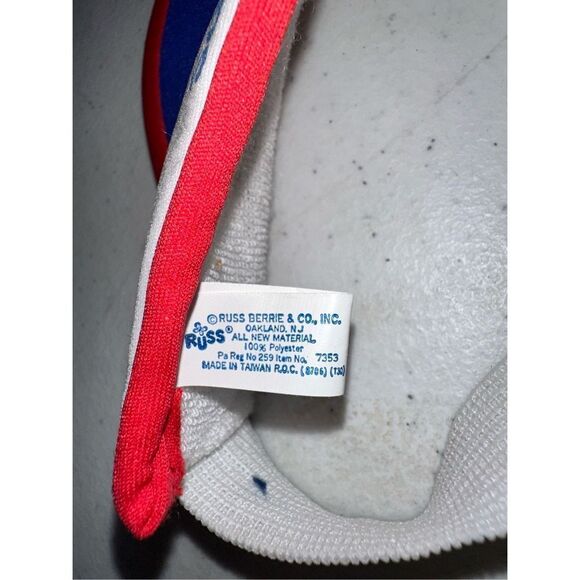 © RUSS BERRIE & CO., INC.
OAKLAND, NJ
RUSS®
ALL NEW MATERIAL
100% Polyester
Pa Reg No 259 Item No. 7353
MADE IN TAIWAN R.O.C. (8706)